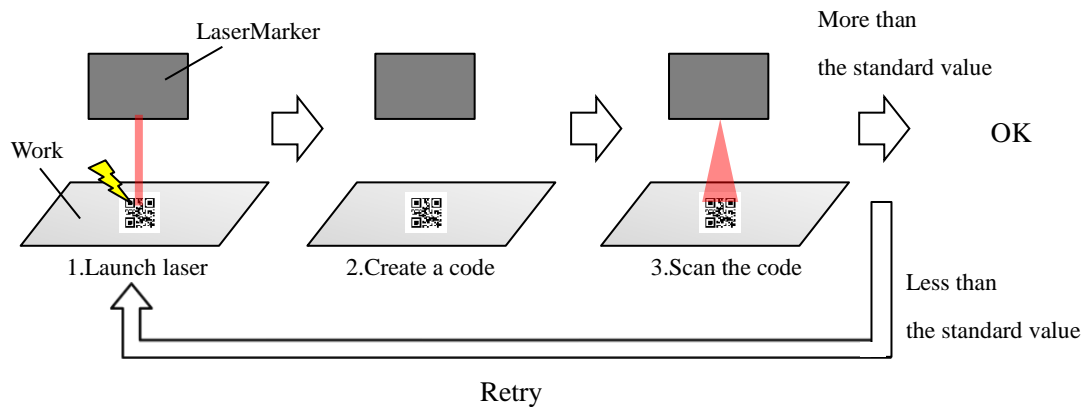 LaserMarker
More than
the standard value
OK
Work
1.Launch laser
2.Create a code
3.Scan the code
Less than
the standard value
Retry